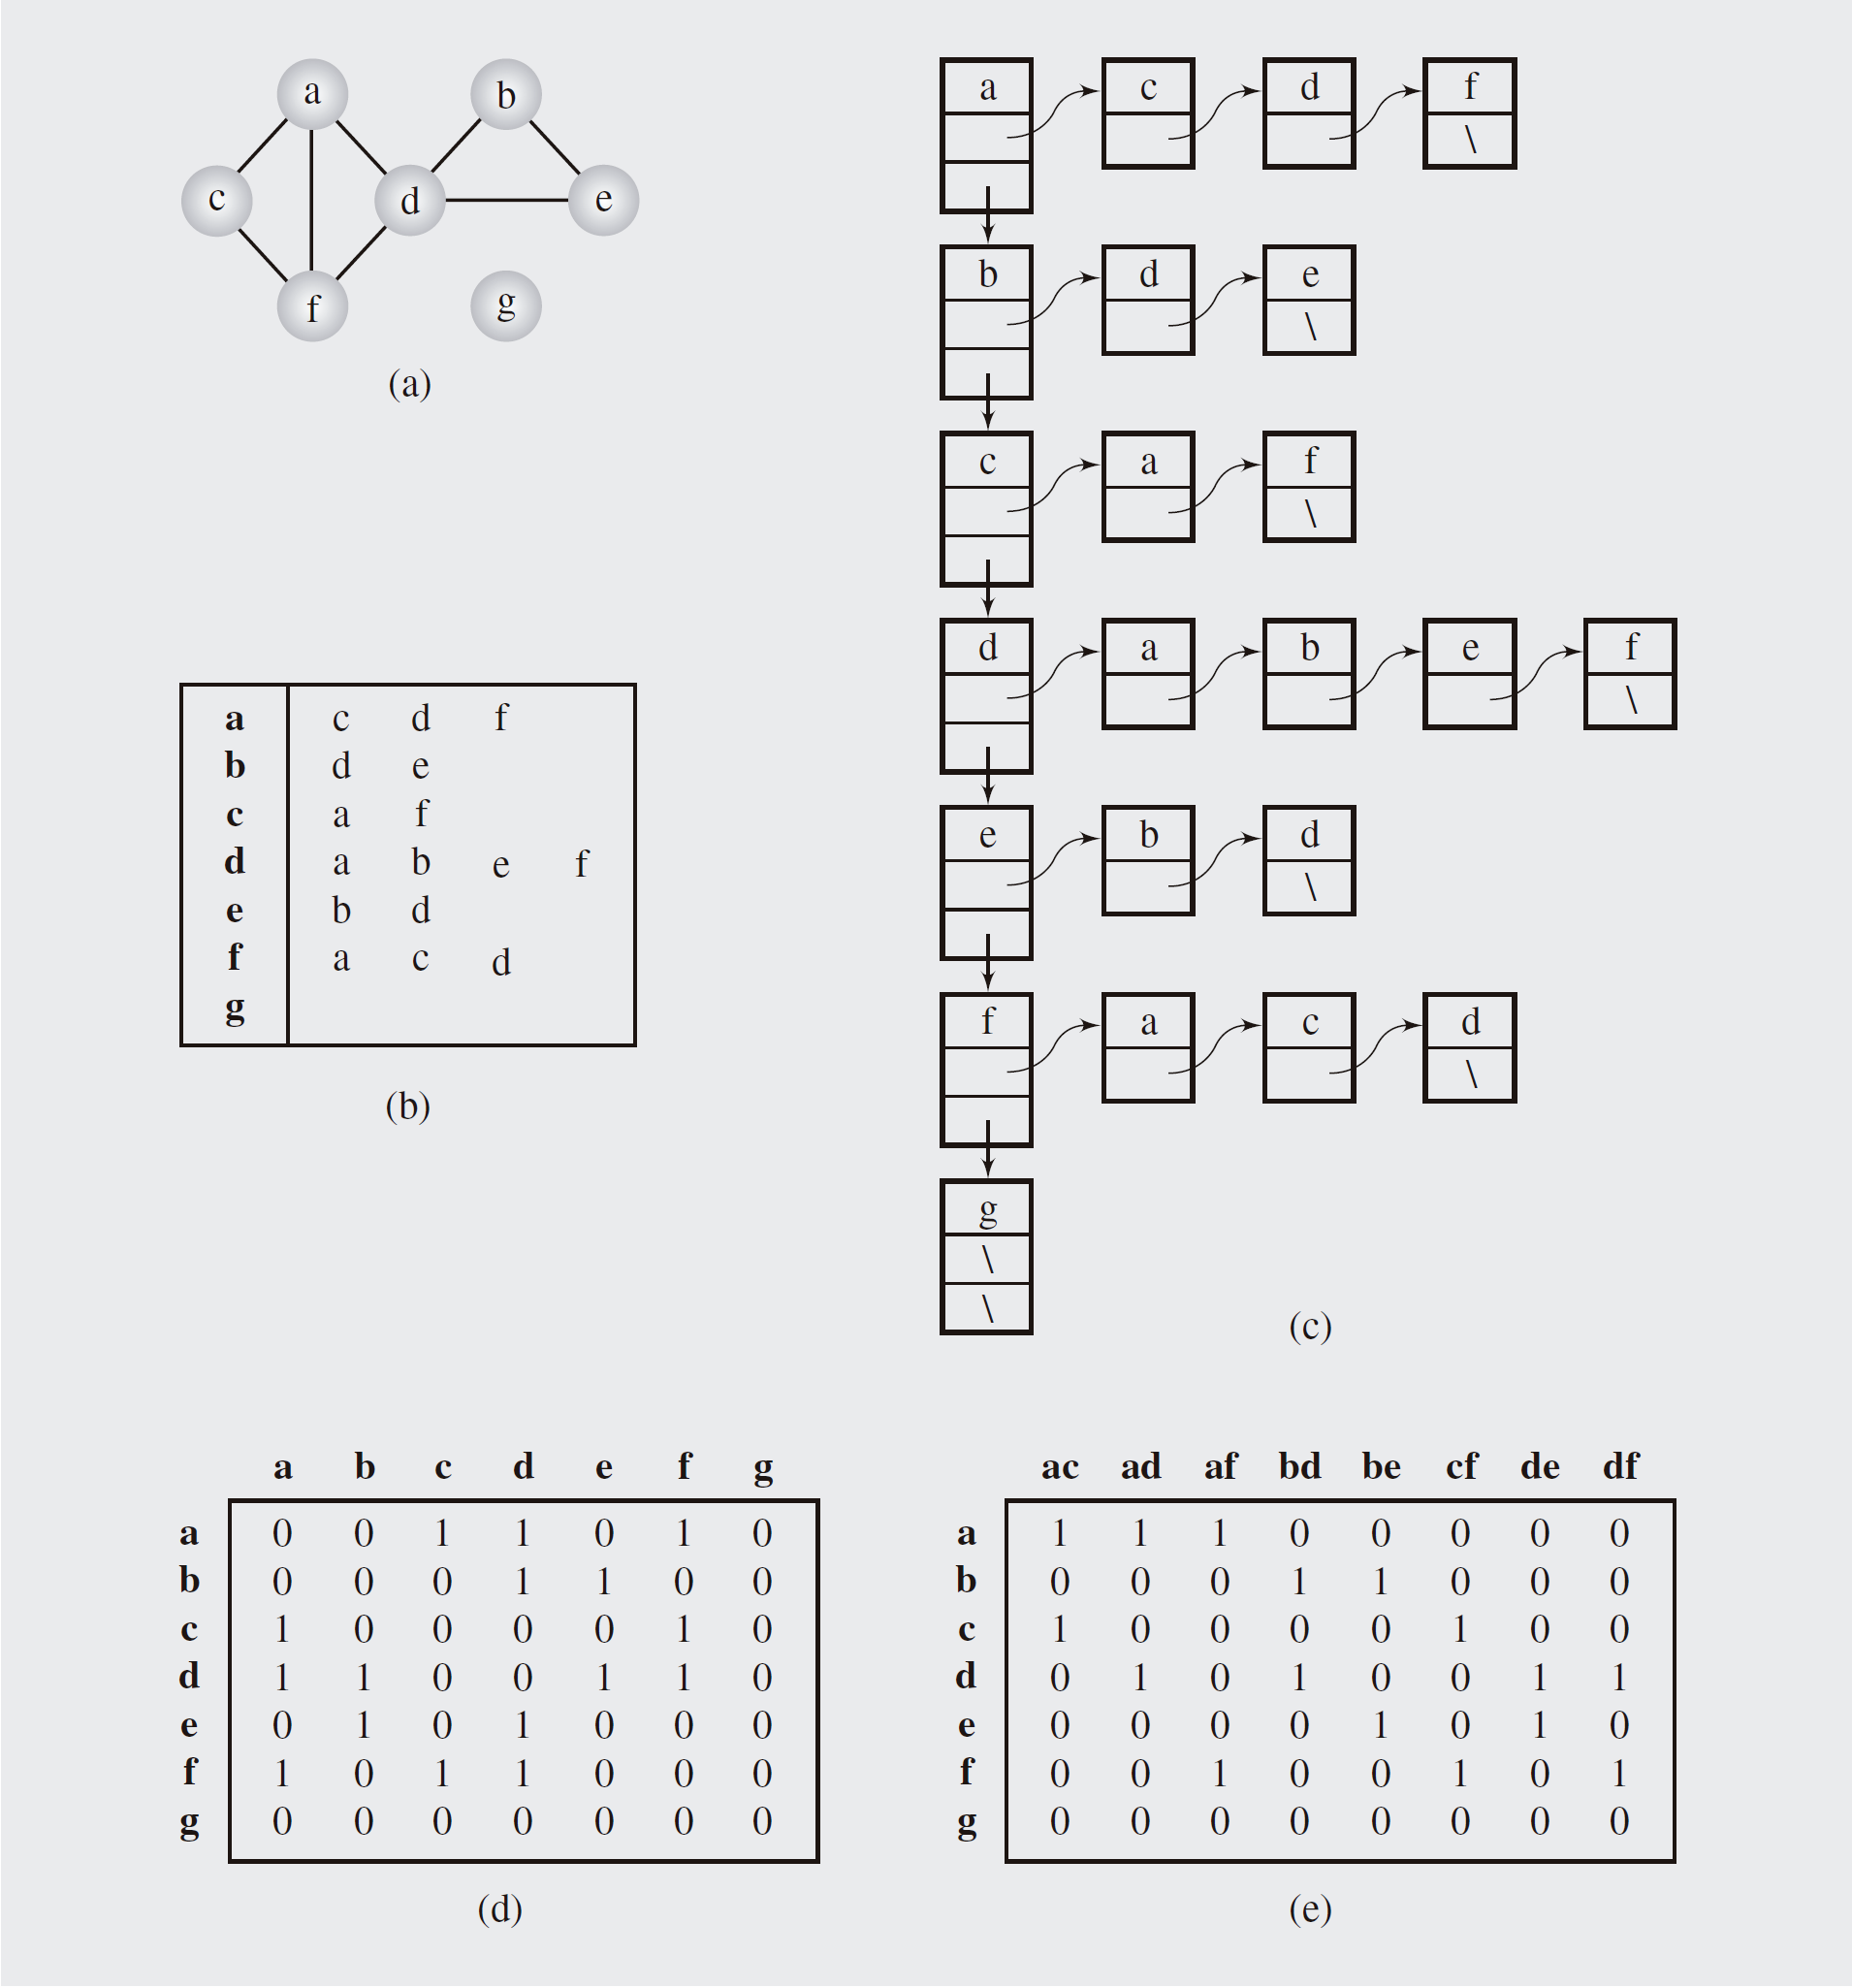 a b
c d e
f g
(a)
a c d f
b d e
c a f
d a b e f
e b d
f a c d
g
(b)
a c d f
\
b d e
\
c a f
\
d a b e f
\
e b d
\
f a c d
\
g
\
\
(c)
a b c d e f g
a 0 0 1 1 0 1 0
b 0 0 0 1 1 0 0
c 1 0 0 0 0 1 0
d 1 1 0 0 1 1 0
e 0 1 0 1 0 0 0
f 1 0 1 1 0 0 0
g 0 0 0 0 0 0 0
(d)
ac ad af bd be cf de df
a 1 1 1 0 0 0 0 0
b 0 0 0 1 1 0 0 0
c 1 0 0 0 0 1 0 0
d 0 1 0 1 0 0 1 1
e 0 0 0 0 1 0 1 0
f 0 0 1 0 0 1 0 1
g 0 0 0 0 0 0 0 0
(e)